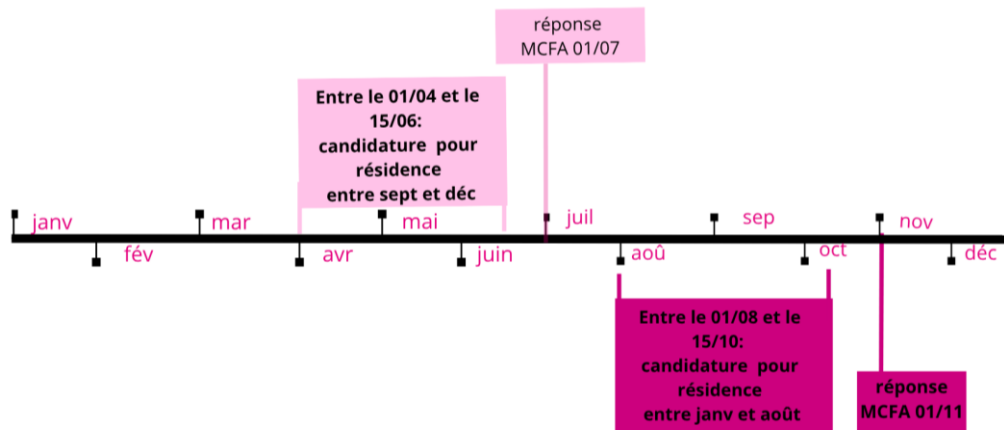 réponse
MCFA 01/07
Entre le 01/04 et le
15/06:
candidature pour
résidence
entre sept et déc
janv
mar
mai
juil
sep
nov
fév
avr
juin
aoû
oct
déc
Entre le 01/08 et le
15/10:
candidature pour
résidence
entre janv et août
réponse
MCFA 01/11